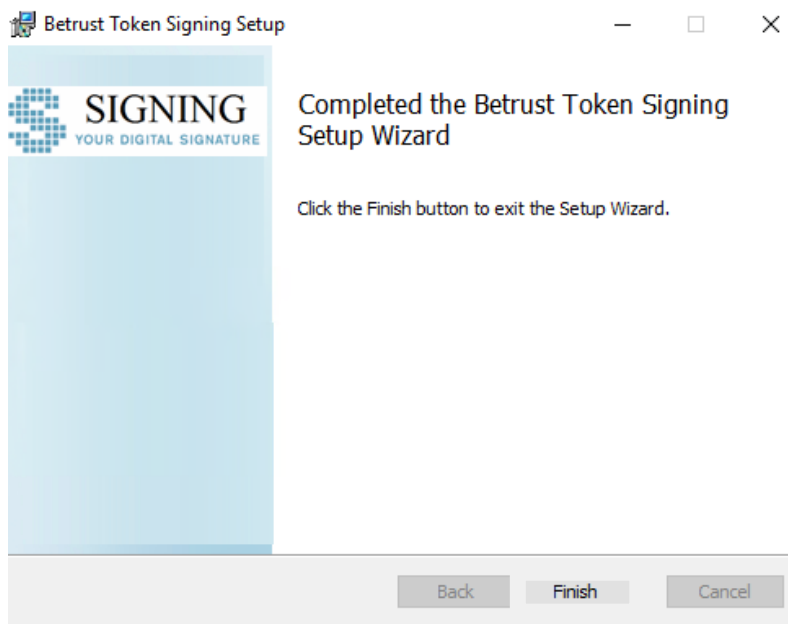 Betrust Token Signing Setup
SIGNING
YOUR DIGITAL SIGNATURE
Completed the Betrust Token Signing
Setup Wizard
Click the Finish button to exit the Setup Wizard.
Back
Finish
Cancel